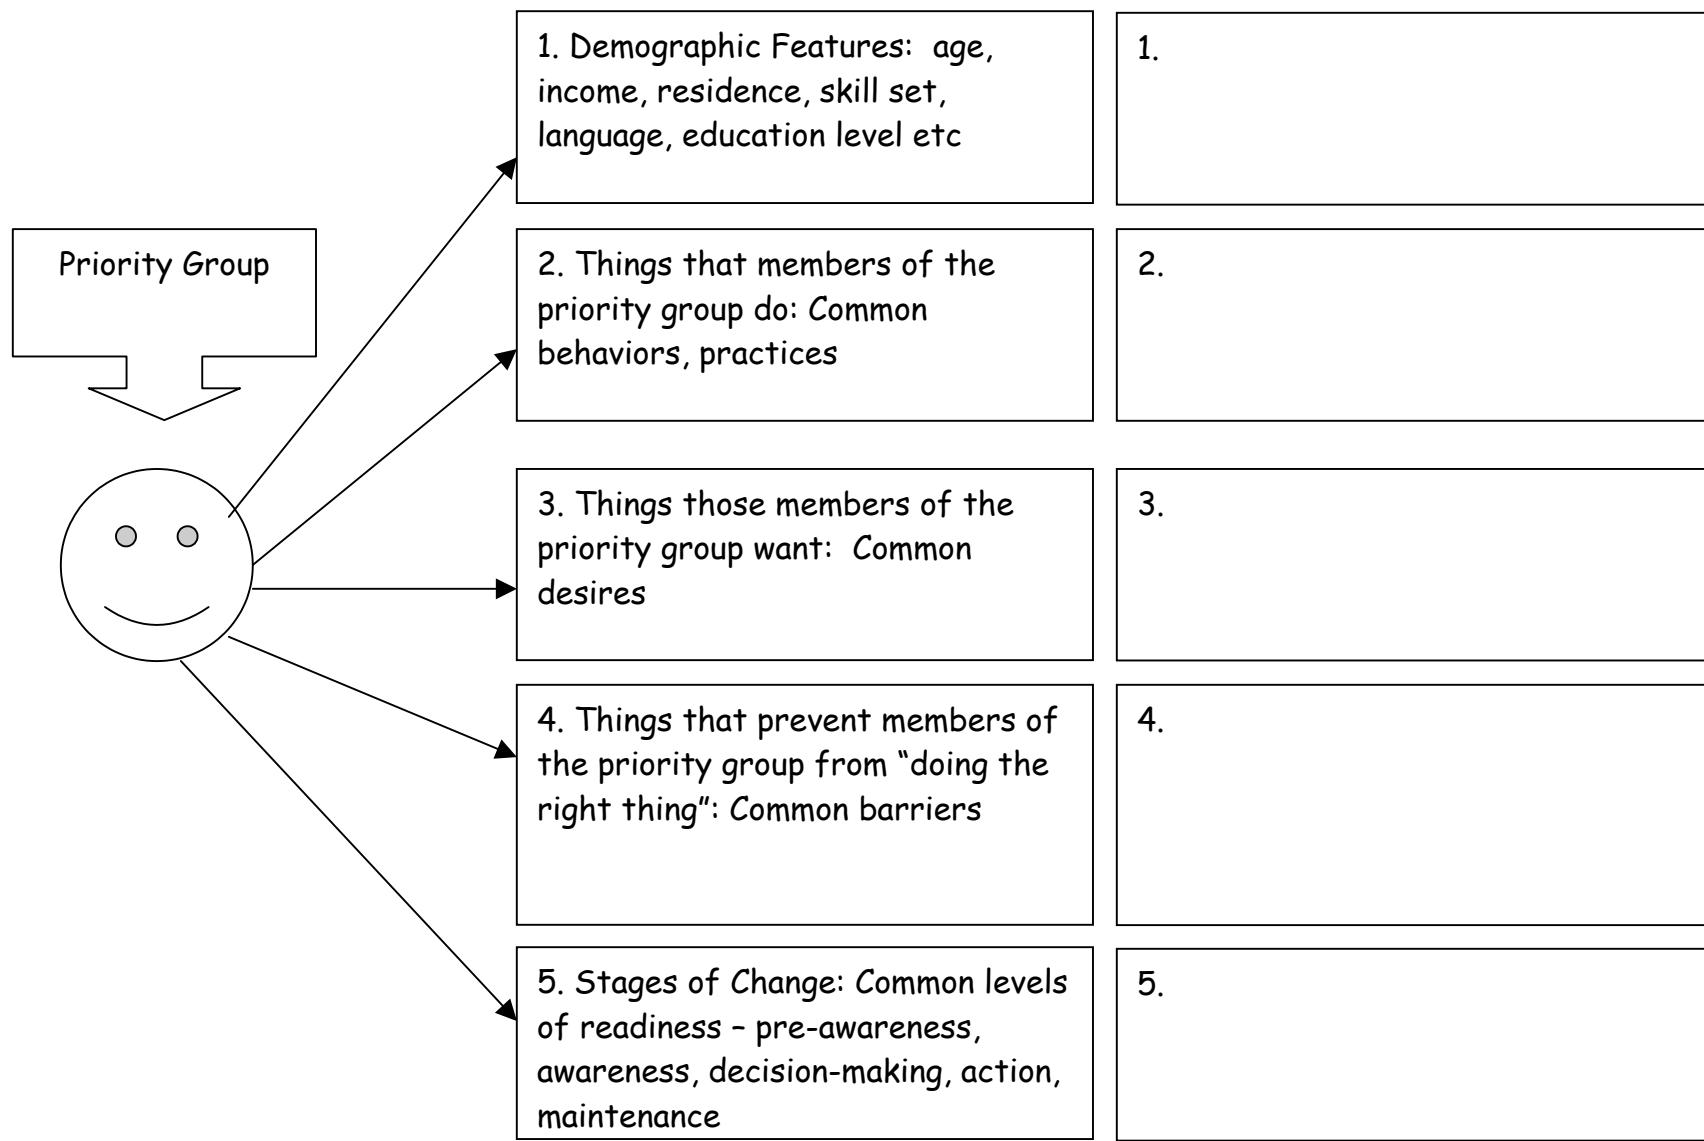 Priority Group
1. Demographic Features:  age,
income, residence, skill set,
language, education level etc
1.
2. Things that members of the
priority group do: Common
behaviors, practices
2.
3. Things those members of the
priority group want:  Common
desires
3.
4. Things that prevent members of
the priority group from “doing the
right thing”: Common barriers
4.
5. Stages of Change: Common levels
of readiness – pre-awareness,
awareness, decision-making, action,
maintenance
5.